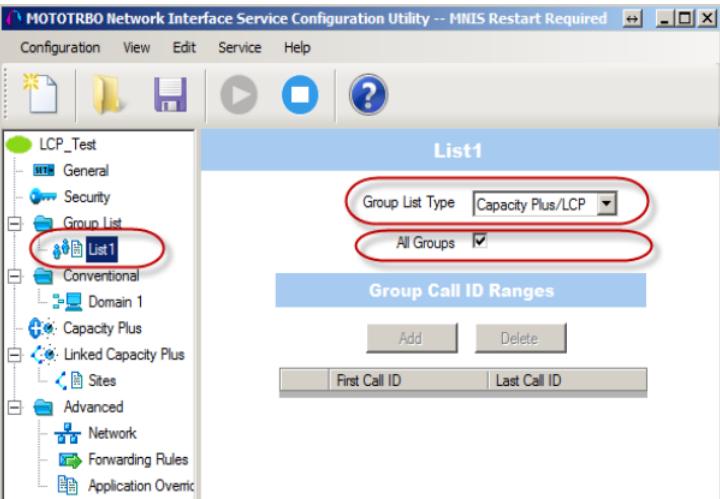 MOTOTRBO Network Interface Service Configuration Utility -- MNIS Restart Required
Configuration View Edit Service Help
LCP_Test
SET
General
Security
Group List
List1
Conventional
Domain 1
Capacity Plus
Linked Capacity Plus
Sites
Advanced
Network
Forwarding Rules
Application Overric
List1
Group List Type Capacity Plus/LCP
All Groups
Group Call ID Ranges
Add Delete
First Call ID Last Call ID